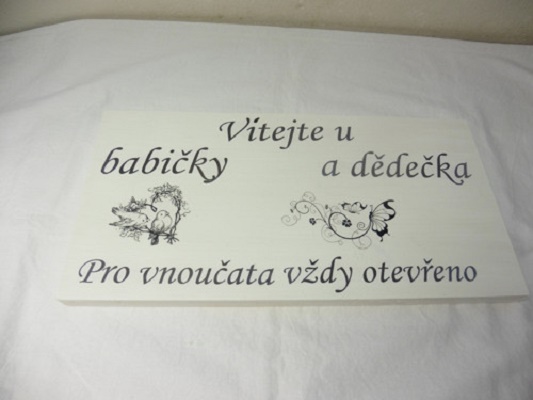 Vítejte u
babičky a dědečka
Pro vnoučata vždy otevřeno